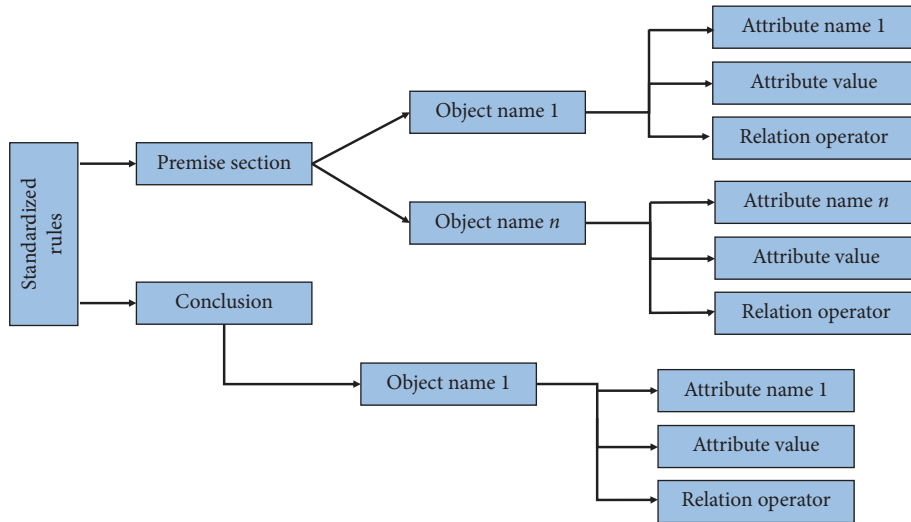 Standardized
rules
Premise section
Object name 1
Attribute name 1
Attribute value
Relation operator
Object name n
Attribute name n
Attribute value
Relation operator
Conclusion
Object name 1
Attribute name 1
Attribute value
Relation operator